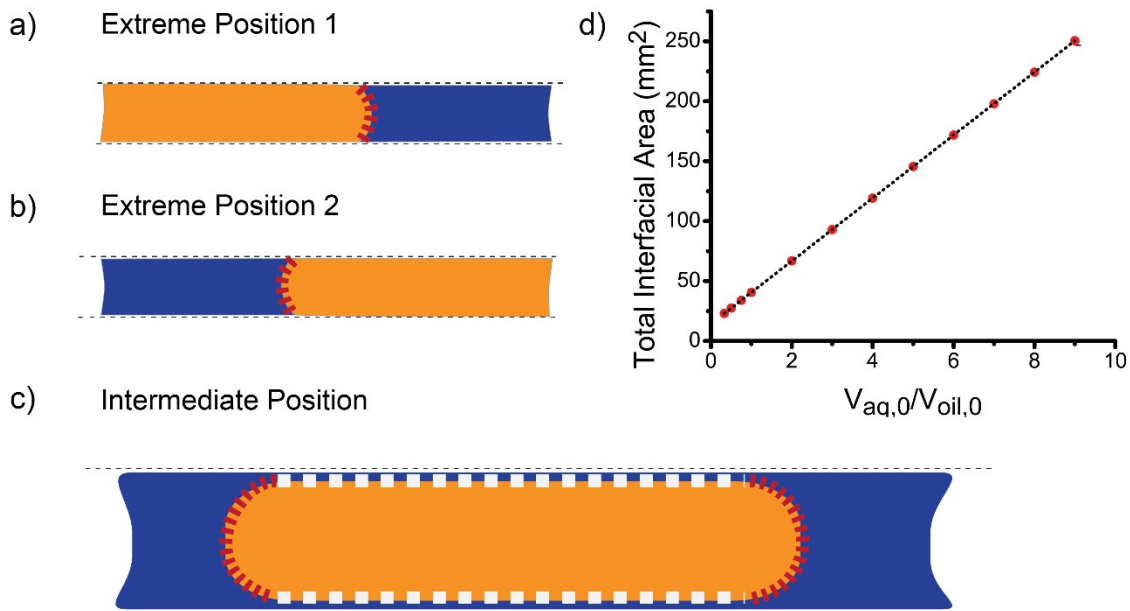 a) Extreme Position 1
b) Extreme Position 2
c) Intermediate Position
d)
Total Interfacial Area (mm²)
250
200
150
100
50
0
0 2 4 6 8 10
Vaq,0/Voil,0